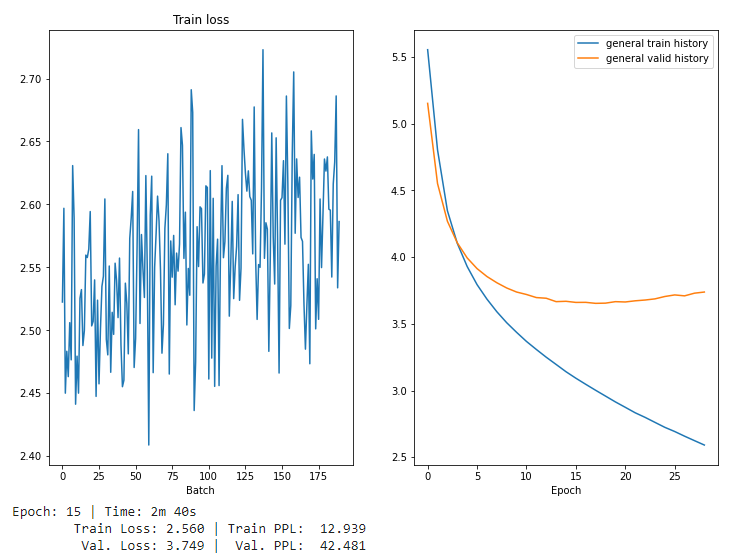 Train loss
2.70
2.65
2.60
2.55
2.50
2.45
2.40
0 25 50 75 100 125 150 175
Batch
general train history
general valid history
5.5
5.0
4.5
4.0
3.5
3.0
2.5
0 5 10 15 20 25
Epoch
Epoch: 15 | Time: 2m 40s
Train Loss: 2.560 | Train PPL: 12.939
Val. Loss: 3.749 | Val. PPL: 42.481